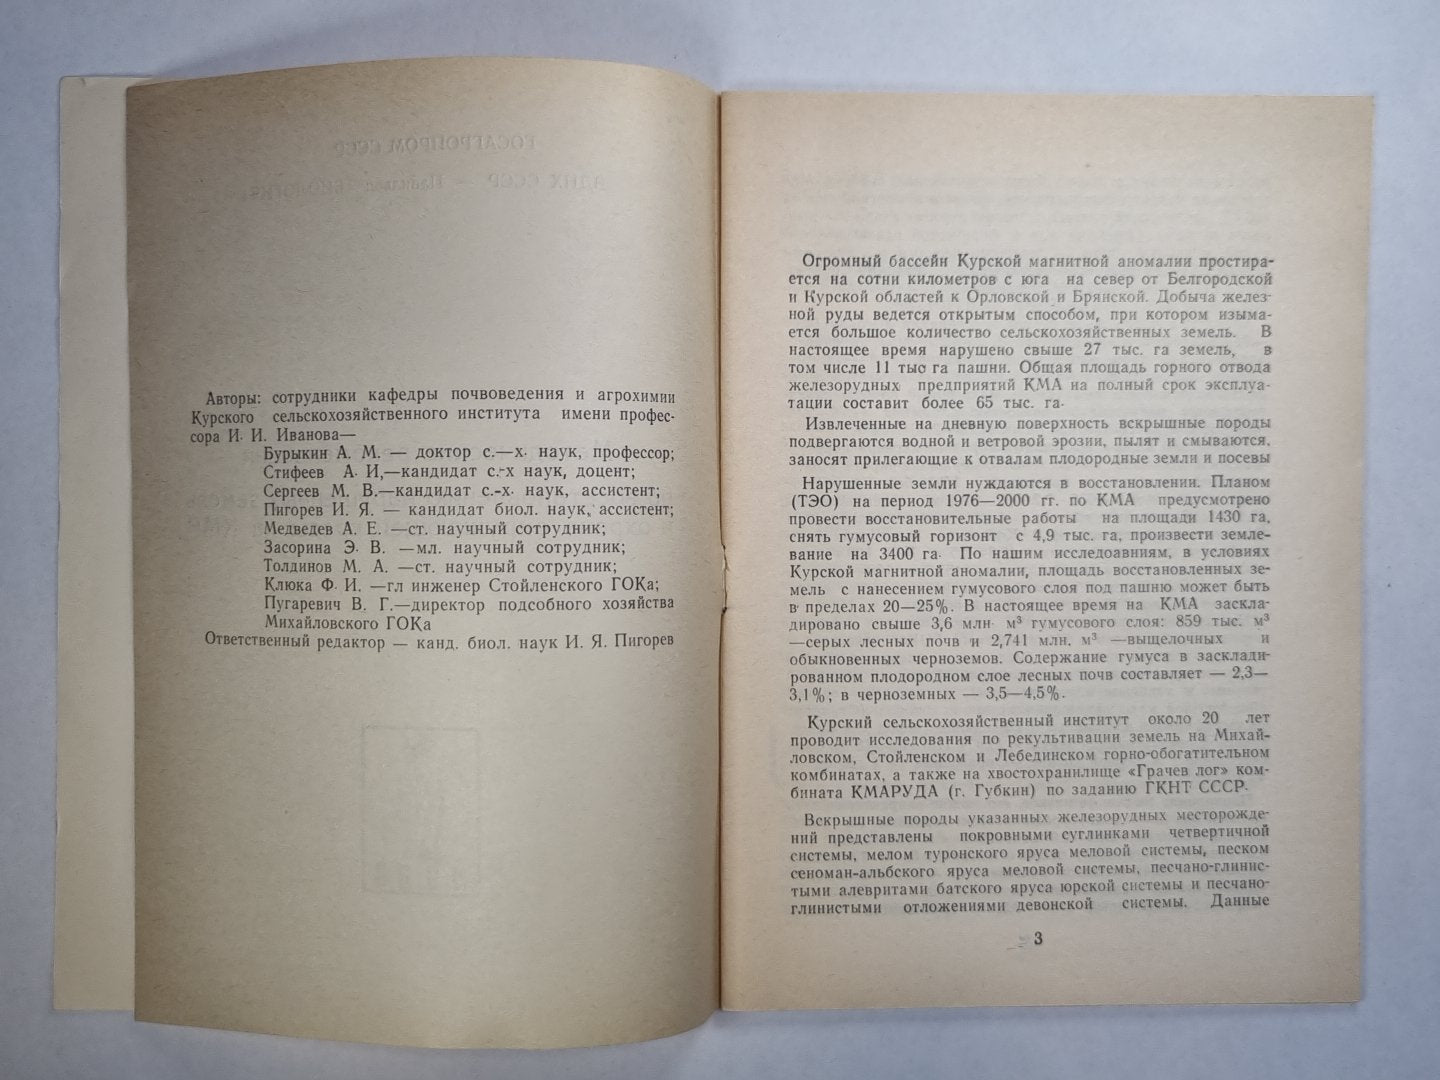 Авторы: сотрудники кафедры почвоведения и агрохимии
Курского сельскохозяйственного института имени профес-
сора И. И. Иванова—
Бурыкин А. М. — доктор с.—х. наук, профессор;
Стифеев А. И,—кандидат с.-х наук, доцент;
Сергеев М. В.—кандидат с.-х. наук, ассистент;
Пигорев И. Я. — кандидат биол. наук, ассистент;
Медведев А. Е. —ст. научный сотрудник;
Засорина Э. В. —мл. научный сотрудник;
Толдинов М. А. —ст. научный сотрудник;
Клюка Ф. И. —гл инженер Стойленского ГОКа;
Пугаревич В. Г.—директор подсобного хозяйства
Михайловского ГОКа
Ответственный редактор — канд. биол. наук И. Я. Пигорев
Огромный бассейн Курской магнитной аномалии простира-
ется на сотни километров с юга на север от Белгородской
и Курской областей к Орловской и Брянской. Добыча желез-
ной руды ведется открытым способом, при котором изыма-
ется большое количество сельскохозяйственных земель. В
настоящее время нарушено свыше 27 тыс. га земель, в
том числе 11 тыс га пашни. Общая площадь горного отвода
железорудных предприятий КМА на полный срок эксплуа-
тации составит более 65 тыс. га.
Извлеченные на дневную поверхность вскрышные породы
подвергаются водной и ветровой эрозии, пылят и смываются.
заносят прилегающие к отвалам плодородные земли и посевы
Нарушенные земли нуждаются в восстановлении. Планом
(ТЭО) на период 1976—2000 гг. по КМА предусмотрено
провести восстановительные работы на площади 1430 га,
снять гумусовый горизонт с 4,9 тыс. га, произвести земле-
вание на 3400 га. По нашим исследоавниям, в условиях
Курской магнитной аномалии, площадь восстановленных зе-
мель с нанесением гумусового слоя под пашню может быть
в пределах 20—25%. В настоящее время на КМА заскла-
дировано свыше 3,6 млн. м³ гумусового слоя: 859 тыс. м³
—серых лесных почв и 2,741 млн. м³ —выщелочных и
обыкновенных черноземов. Содержание гумуса в заскла­ди-
рованном плодородном слое лесных почв составляет — 2,3—
3,1%; в черноземных — 3,5—4,5%.
Курский сельскохозяйственный институт около 20 лет
проводит исследования по рекультивации земель на Михай-
ловском, Стойленском и Лебединском горно-обогатительном
комбинатах, а также на хвостохранилище «Грачев лог» ком-
бината КМАРУДА (г. Губкин) по заданию ГКНТ СССР.
Вскрышные породы указанных железорудных месторожде-
ний представлены покровными суглинками четвертичной
системы, мелом туронского яруса меловой системы, песком
сеноман-альбского яруса меловой системы, песчано-глинис-
тыми алевритами батского яруса юрской системы и песчано-
глинистыми отложениями девонской системы. Данные
3